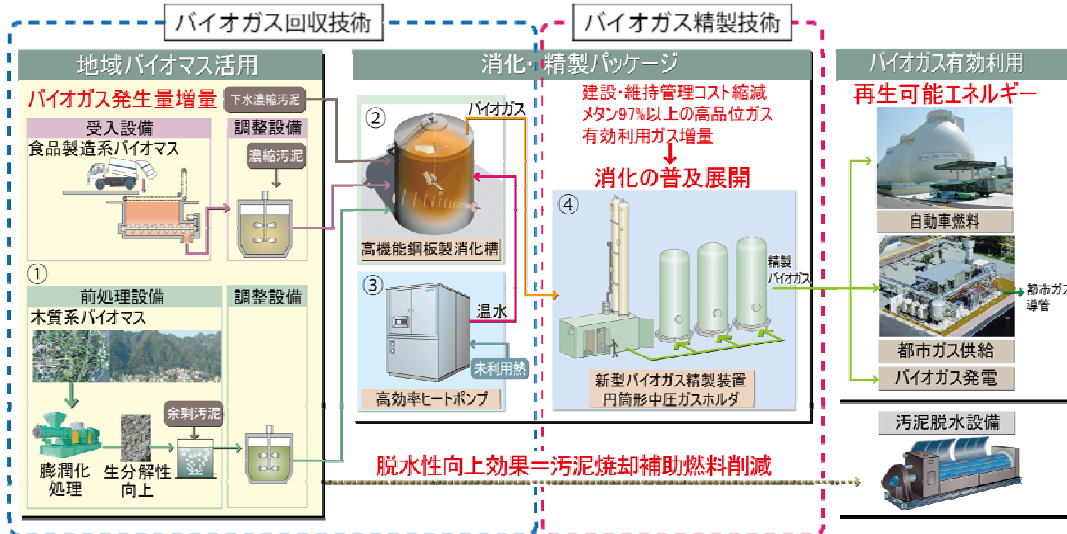 バイオガス回収技術
バイオガス精製技術
地域バイオマス活用
消化・精製パッケージ
バイオガス有効利用
バイオガス発生量増量
下水濃縮汚泥
受入設備
食品製造系バイオマス
調整設備
濃縮汚泥
①
前処理設備
木質系バイオマス
調整設備
余剰汚泥
膨潤化
処理
生分解性
向上
②
バイオガス
高機能鋼板製消化槽
③
温水
未利用熱
高効率ヒートポンプ
建設・維持管理コスト縮減
メタン97%以上の高品位ガス
有効利用ガス増量
消化の普及展開
④
精製
バイオガス
新型バイオガス精製装置
円筒形中圧ガスホルダ
再生可能エネルギー
自動車燃料
都市ガス
導管
都市ガス供給
バイオガス発電
汚泥脱水設備
脱水性向上効果＝汚泥焼却補助燃料削減